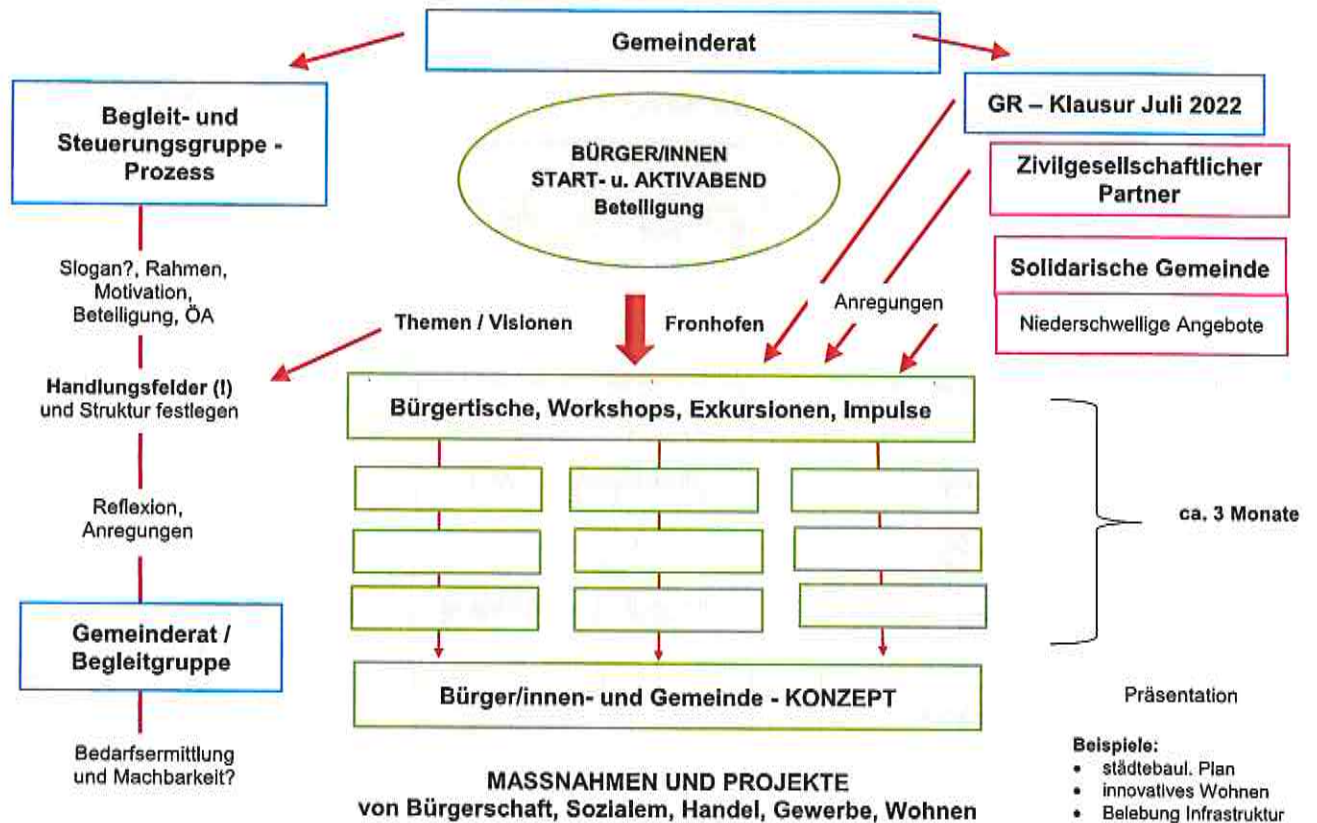 Gemeinderat
Begleit- und
Steuerungsgruppe -
Prozess
GR – Klausur Juli 2022
BÜRGER/INNEN
START- u. AKTIVABEND
Beteiligung
Zivilgesellschaftlicher
Partner
Solidarische Gemeinde
Niederschwellige Angebote
Slogan?, Rahmen,
Motivation,
Beteiligung, ÖA
Themen / Visionen
Fronhofen
Anregungen
Handlungsfelder (!)
und Struktur festlegen
Bürgertische, Workshops, Exkursionen, Impulse
Reflexion,
Anregungen
ca. 3 Monate
Gemeinderat /
Begleitgruppe
Bürger/innen- und Gemeinde - KONZEPT
Präsentation
Bedarfsermittlung
und Machbarkeit?
MASSNAHMEN UND PROJEKTE
von Bürgerschaft, Sozialem, Handel, Gewerbe, Wohnen
Beispiele:
• städtebaul. Plan
• innovatives Wohnen
• Belebung Infrastruktur